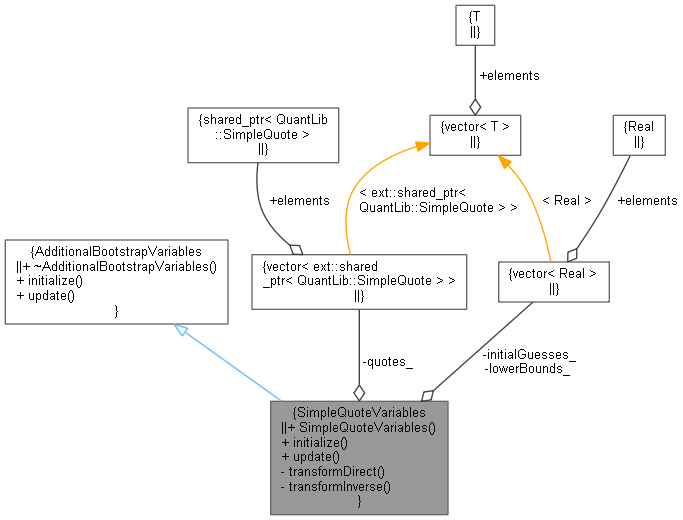 {T
||}
+elements
{shared_ptr< QuantLib
::SimpleQuote >
||}
{vector< T >
||}
{Real
||}
+elements
< ext::shared_ptr<
QuantLib::SimpleQuote > >
< Real >
+elements
{AdditionalBootstrapVariables
||+ ~AdditionalBootstrapVariables()
+ initialize()
+ update()
}
{vector< ext::shared
_ptr< QuantLib::SimpleQuote > >
||}
{vector< Real >
||}
-quotes_
-initialGuesses_
-lowerBounds_
{SimpleQuoteVariables
||+ SimpleQuoteVariables()
+ initialize()
+ update()
- transformDirect()
- transformInverse()
}